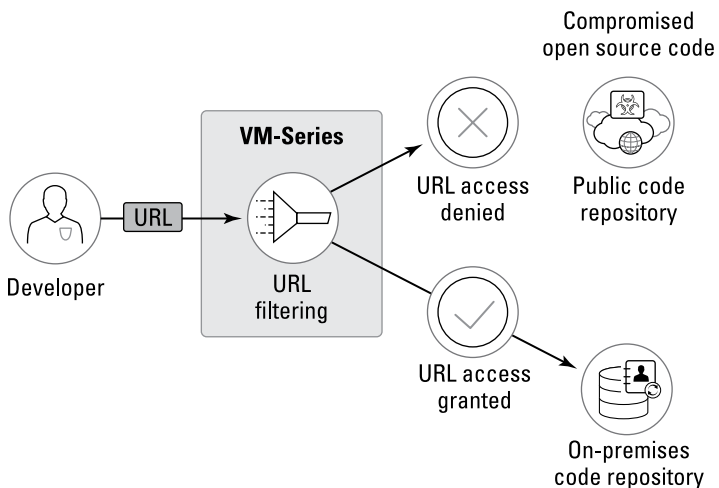 Compromised
open source code
VM-Series
URL
Developer
URL
filtering
URL access
denied
Public code
repository
URL access
granted
On-premises
code repository